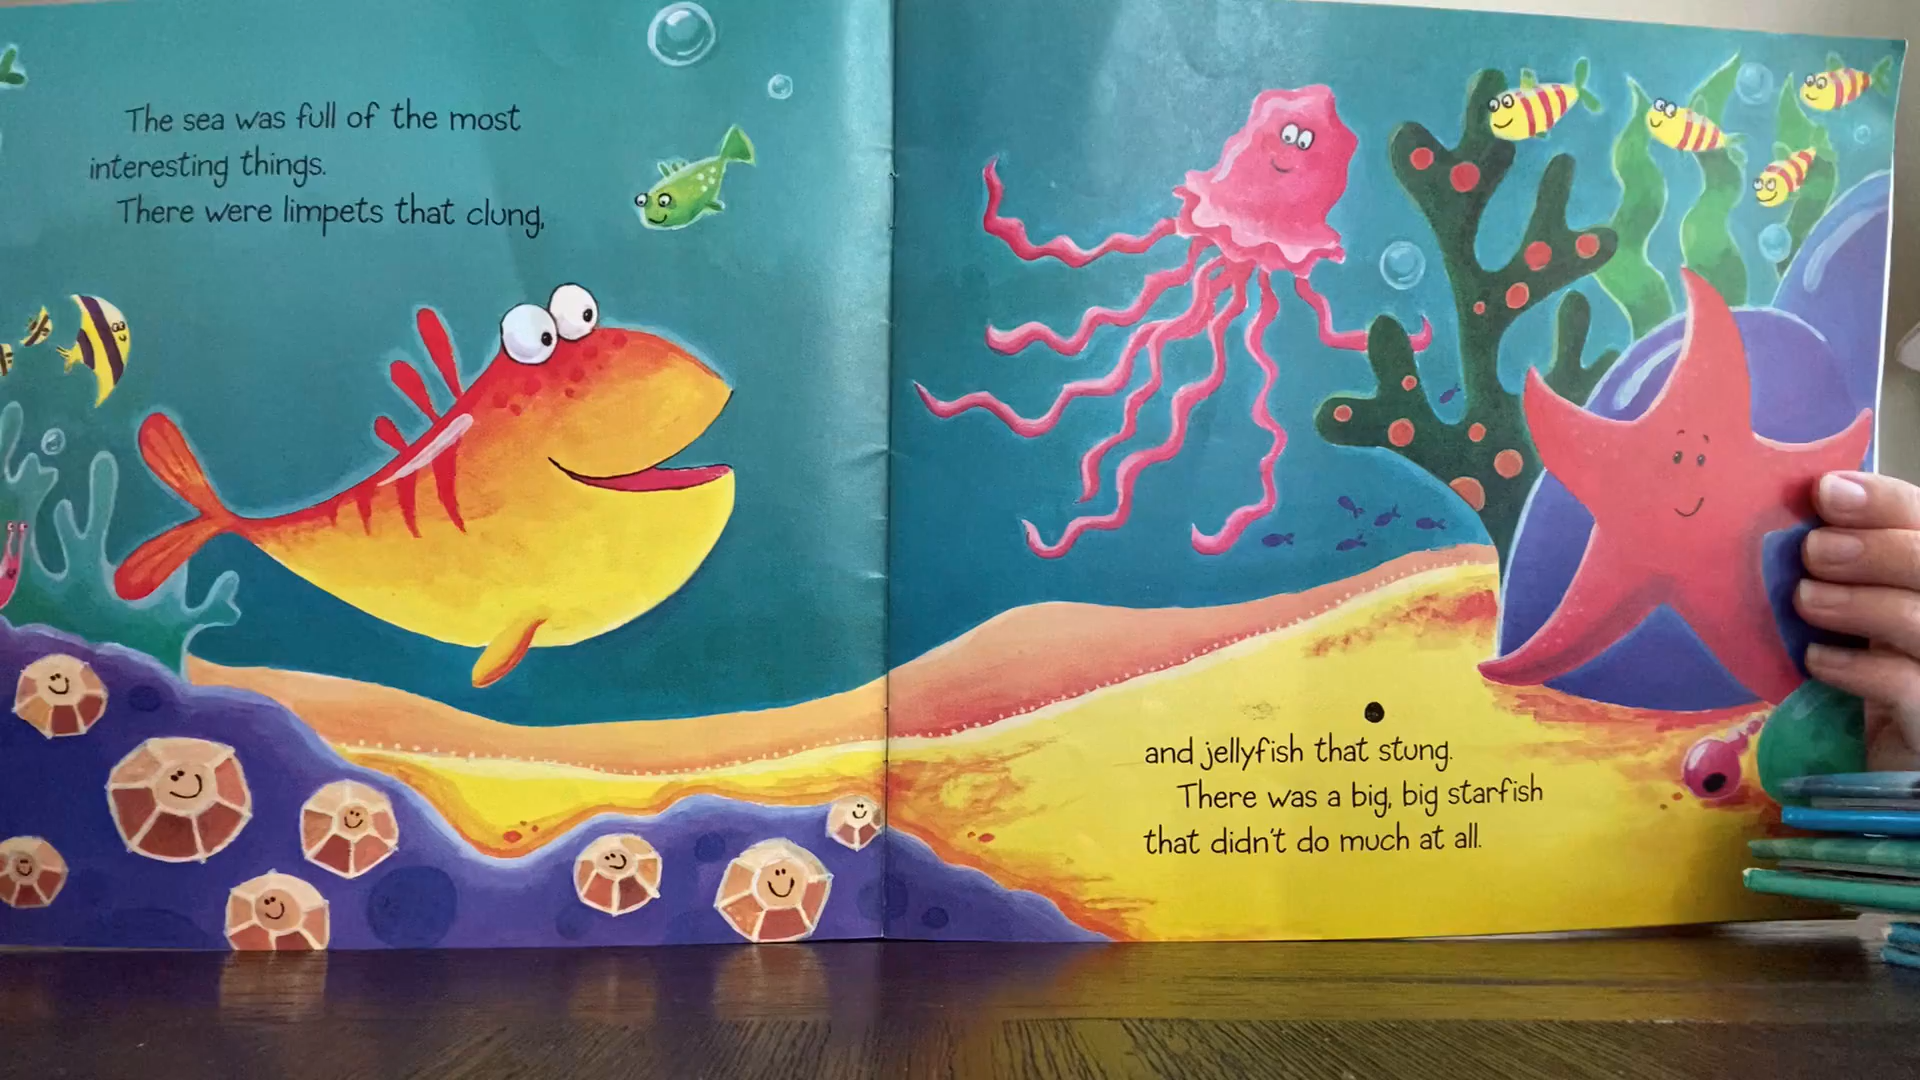 The sea was full of the most
interesting things.
There were limpets that clung,
and jellyfish that stung.
There was a big, big starfish
that didn't do much at all.